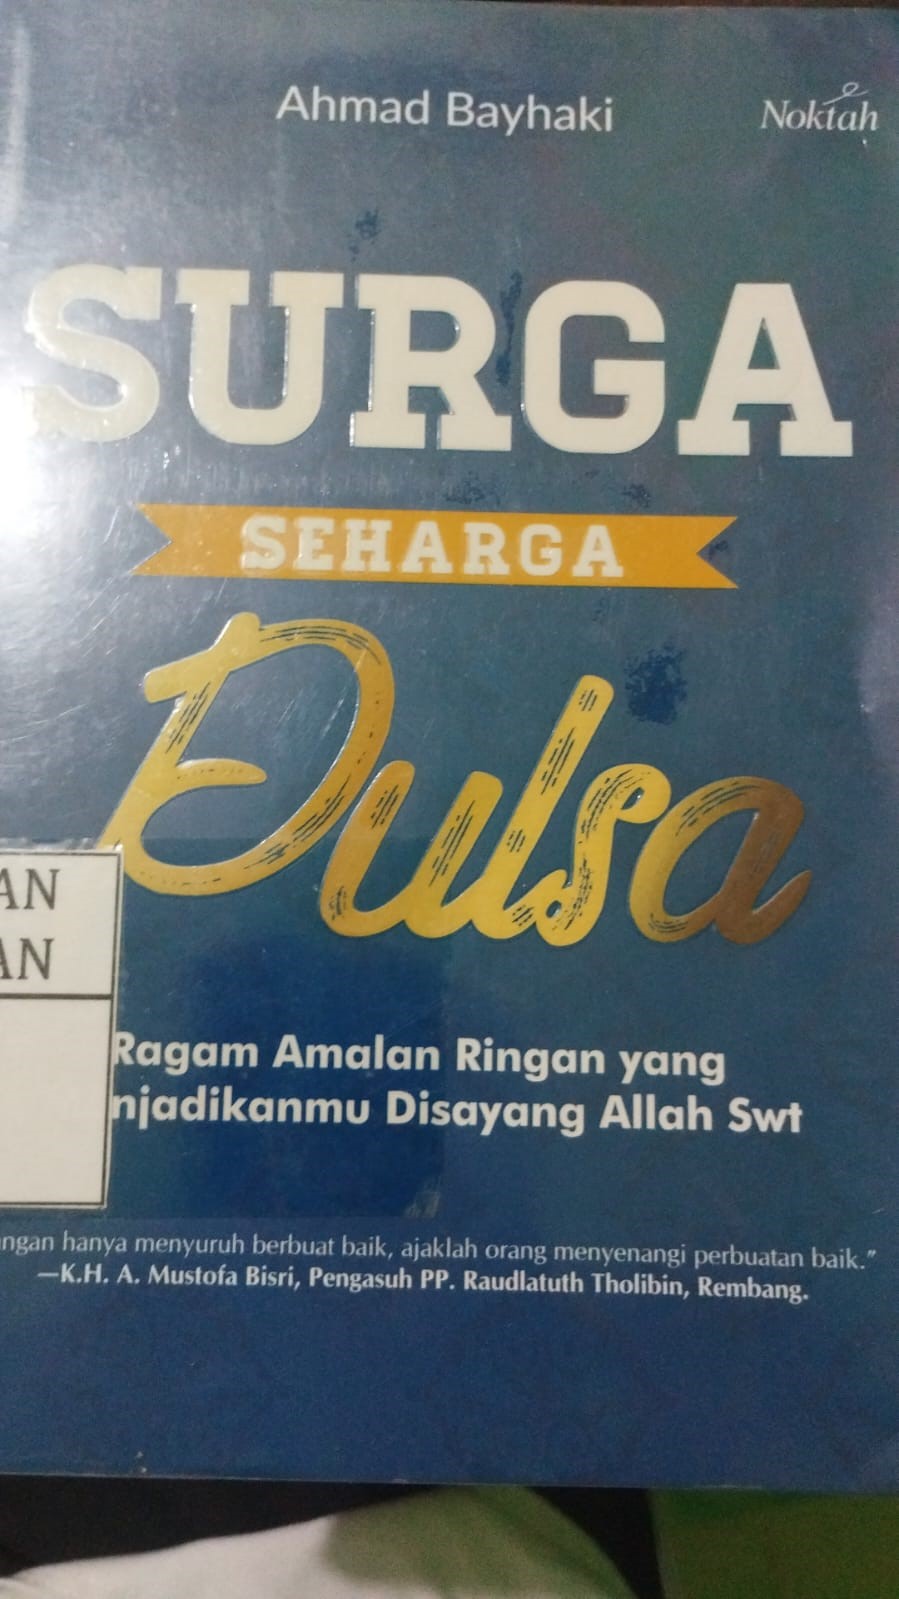 Ahmad Bayhaki
Noktah
SURGA
SEHARGA
Pulsa
AN
AN
Ragam Amalan Ringan yang
njadikanmu Disayang Allah Swt
ngan hanya menyuruh berbuat baik, ajaklah orang menyenangi perbuatan baik.”
—K.H. A. Mustofa Bisri, Pengasuh PP. Raudlatuth Tholibin, Rembang.